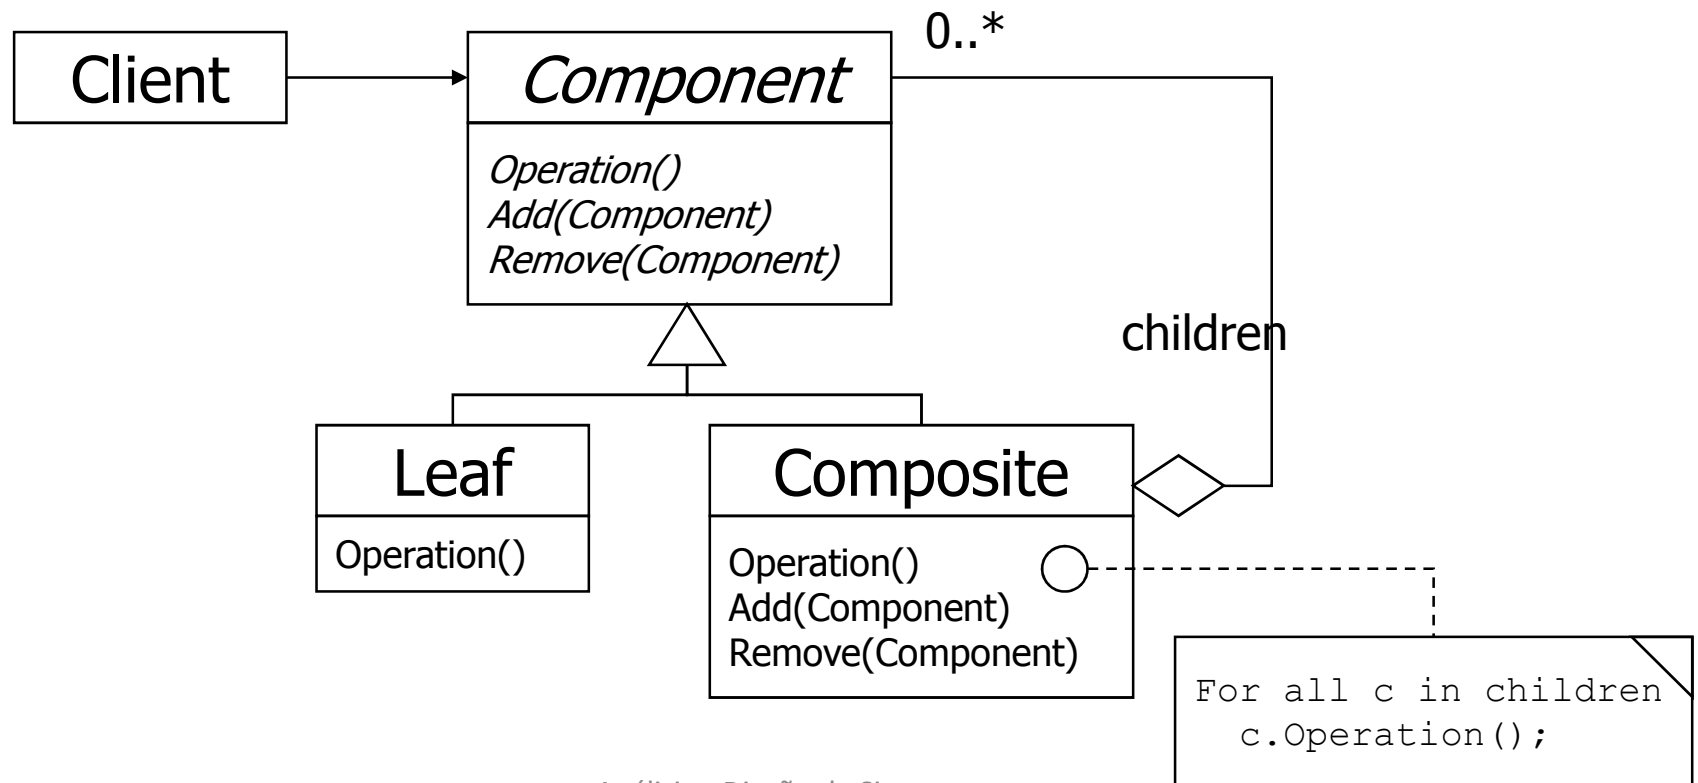 0..*
Client
Component
Operation()
Add(Component)
Remove(Component)
children
Leaf
Operation()
Composite
Operation()
Add(Component)
Remove(Component)
For all c in children
c.Operation();